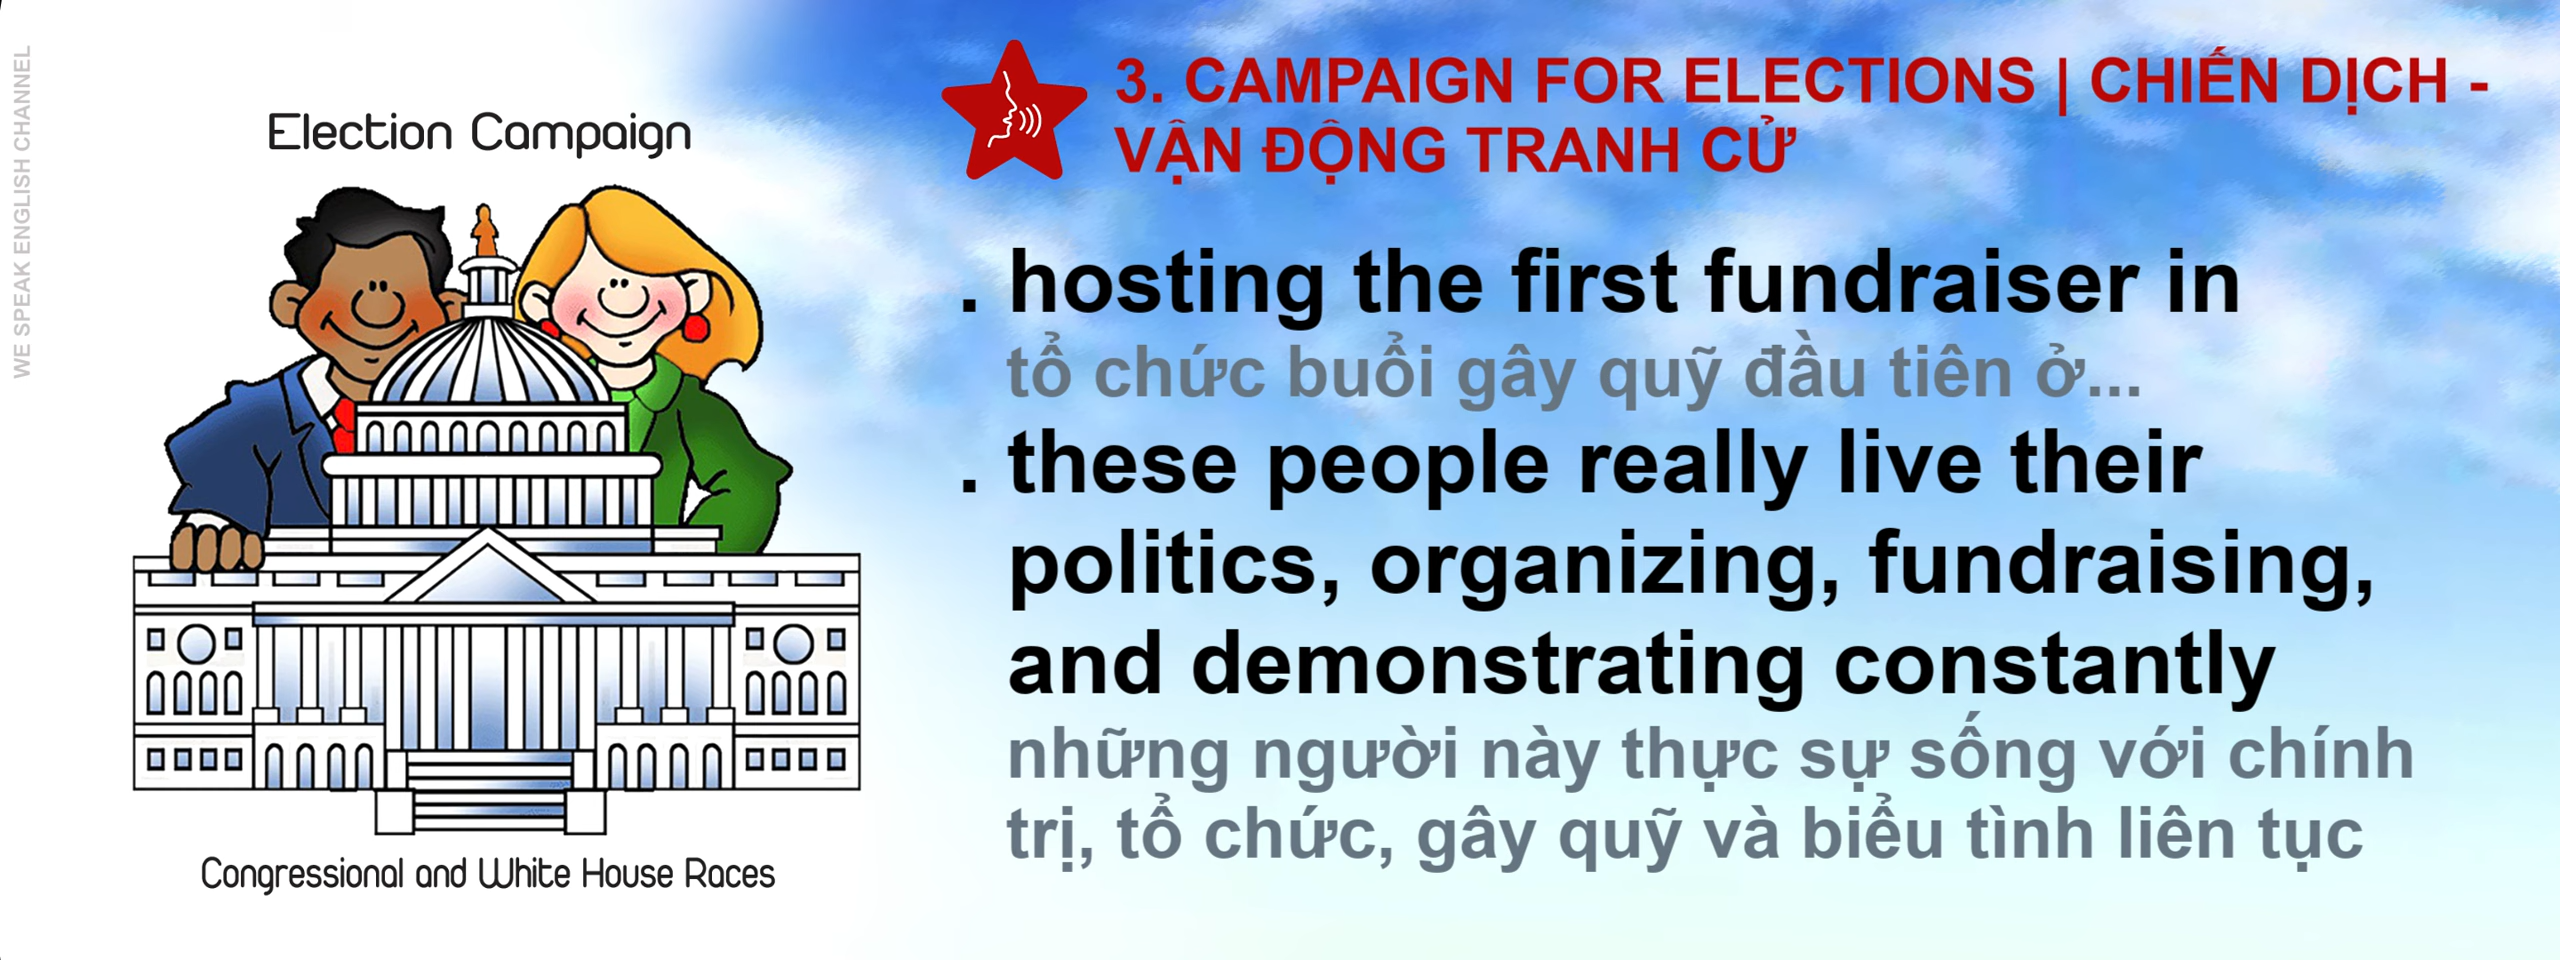 WE SPEAK ENGLISH CHANNEL
Election Campaign
Congressional and White House Races
3. CAMPAIGN FOR ELECTIONS | CHIẾN DỊCH -
VẬN ĐỘNG TRANH CỬ
. hosting the first fundraiser in
tổ chức buổi gây quỹ đầu tiên ở...
. these people really live their
politics, organizing, fundraising,
and demonstrating constantly
những người này thực sự sống với chính
trị, tổ chức, gây quỹ và biểu tình liên tục